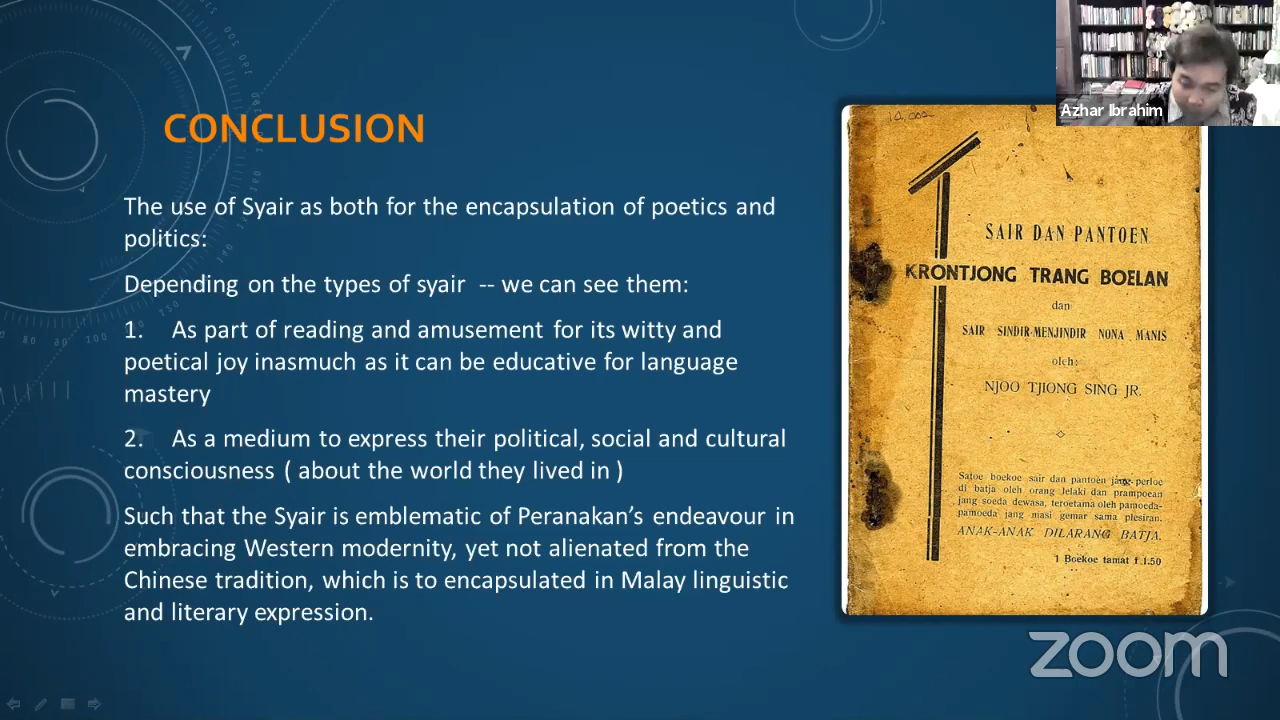 Azhar Ibrahim
CONCLUSION
The use of Syair as both for the encapsulation of poetics and
politics:
Depending on the types of syair -- we can see them:
1. As part of reading and amusement for its witty and
poetical joy inasmuch as it can be educative for language
mastery
2. As a medium to express their political, social and cultural
consciousness ( about the world they lived in )
Such that the Syair is emblematic of Peranakan's endeavour in
embracing Western modernity, yet not alienated from the
Chinese tradition, which is to encapsulated in Malay linguistic
and literary expression.
SAIR DAN PANTOEN
KRONTJONG TRANG BOELAN
dan
SAIR SINDIR-MENJINDIR NONA MANIS
oleh:
NJOO TJIONG SING JR.
Satoe boekoe sair dan pantoen jang perloe
di batja oleh orang lelaki dan prampoean
jang soeda dewasa, teroetama oleh pamoeda-
pamoeda jang masi gemar sama plesiran.
ANAK-ANAK DILARANG BATJA.
1 Boekoe tamat f 1.50
zoom